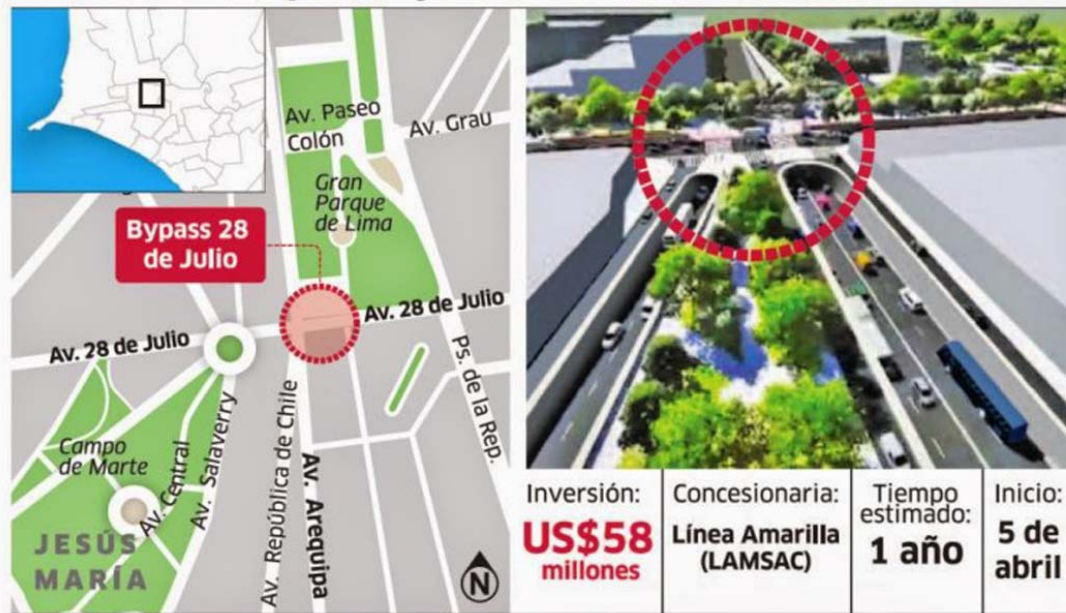 Av. Paseo
Colón
Av. Grau
Gran
Parque
de Lima
Bypass 28
de Julio
Av. 28 de Julio
Av. 28 de Julio
Ps. de la Rep.
Campo
de Marte
Av. Central
Av. Salaverry
Av. República de Chile
Av. Arequipa
JESÚS
MARÍA
N
Inversión:
US$58
millones
Concesionaria:
Línea Amarilla
(LAMSAC)
Tiempo
estimado:
1 año
Inicio:
5 de
abril